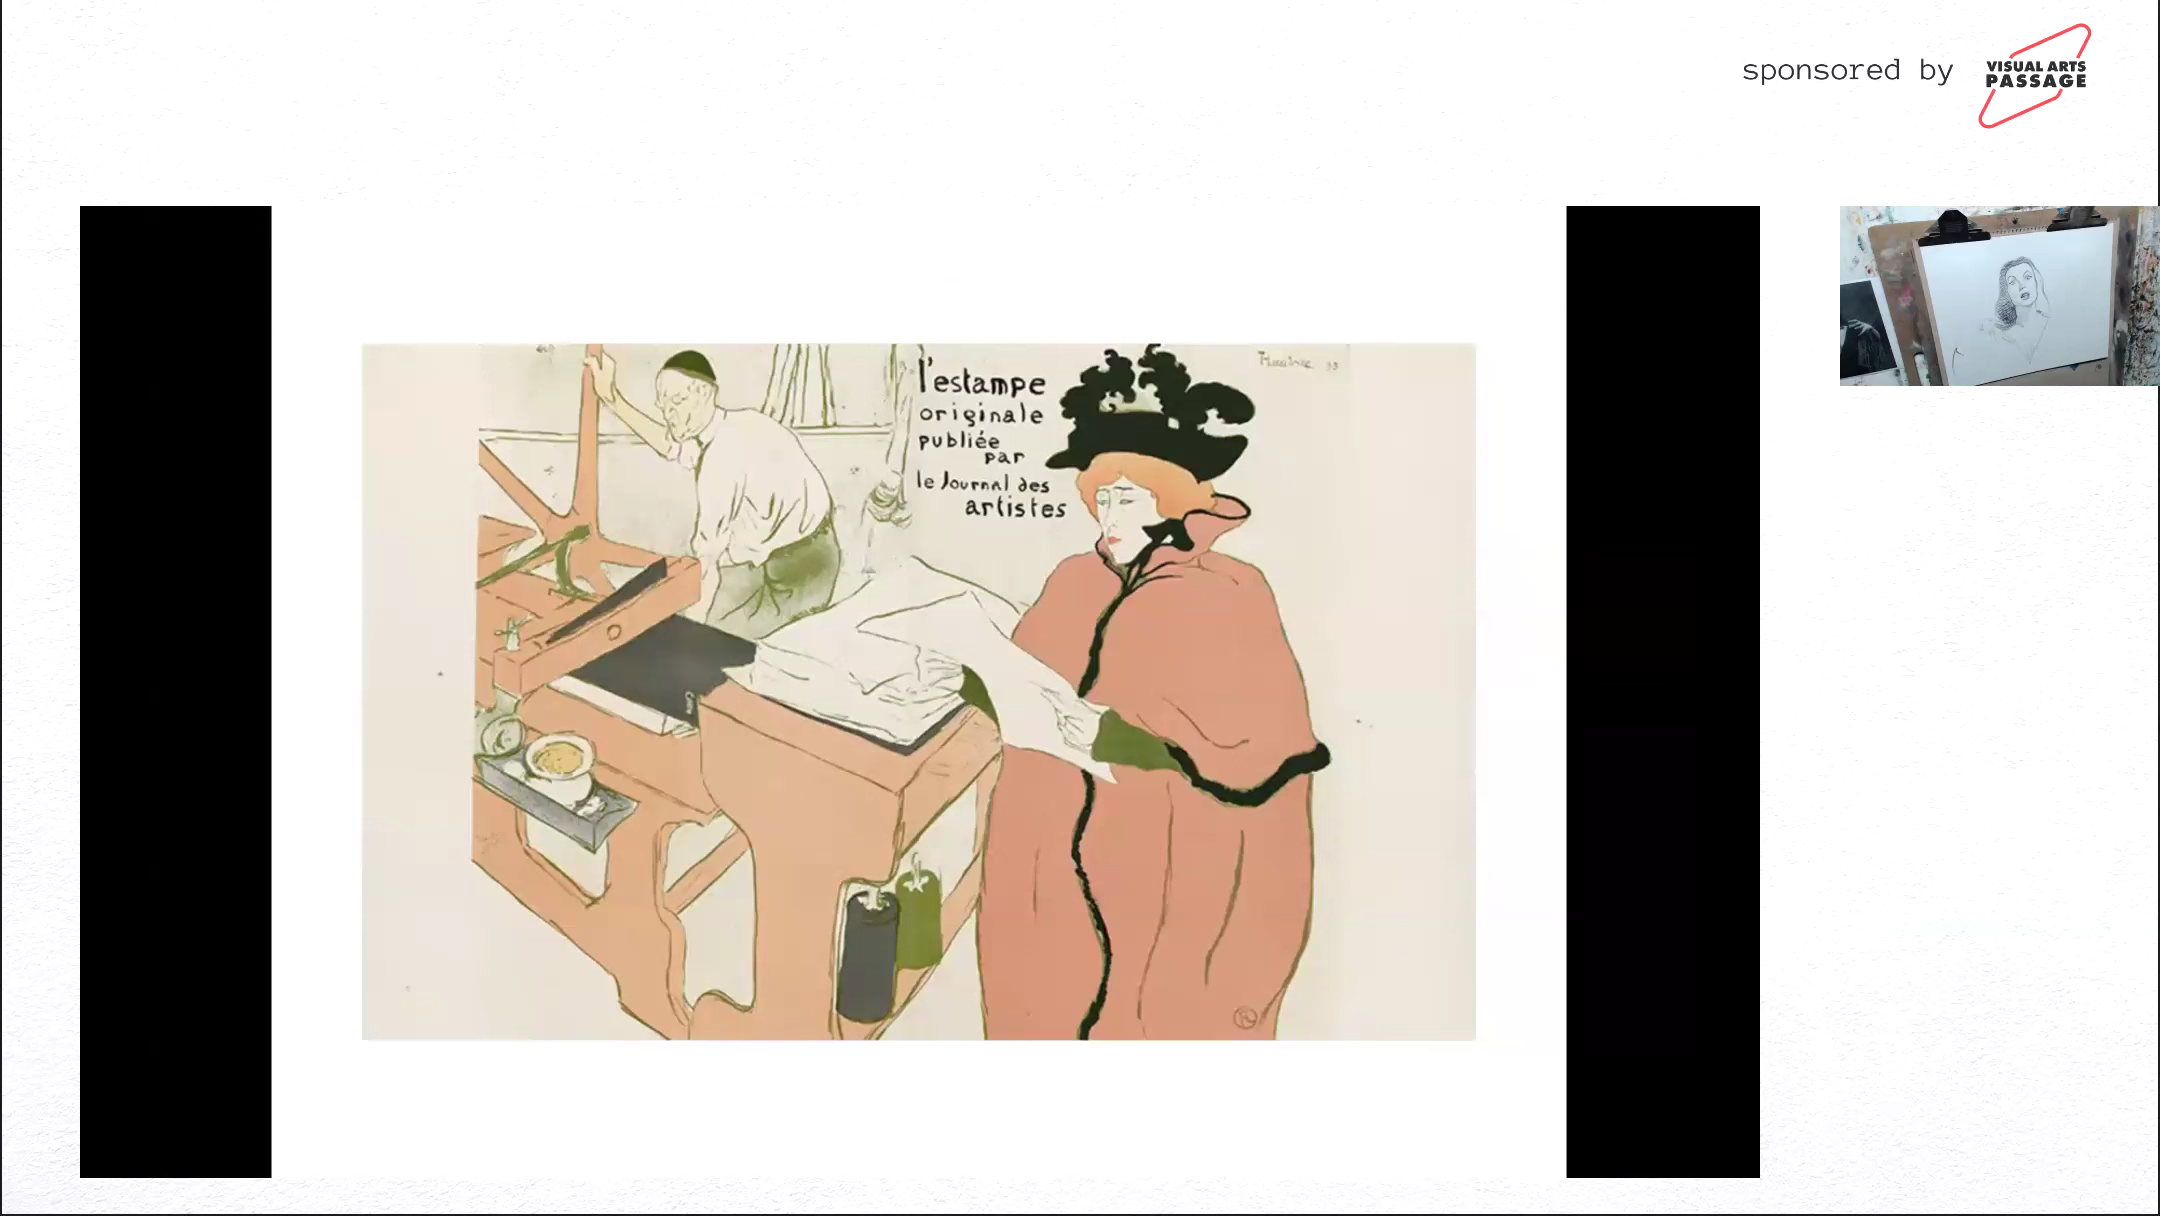 sponsored by
VISUAL ARTS
PASSAGE
l'estampe
originale
publiée
par
le Journal des
artistes